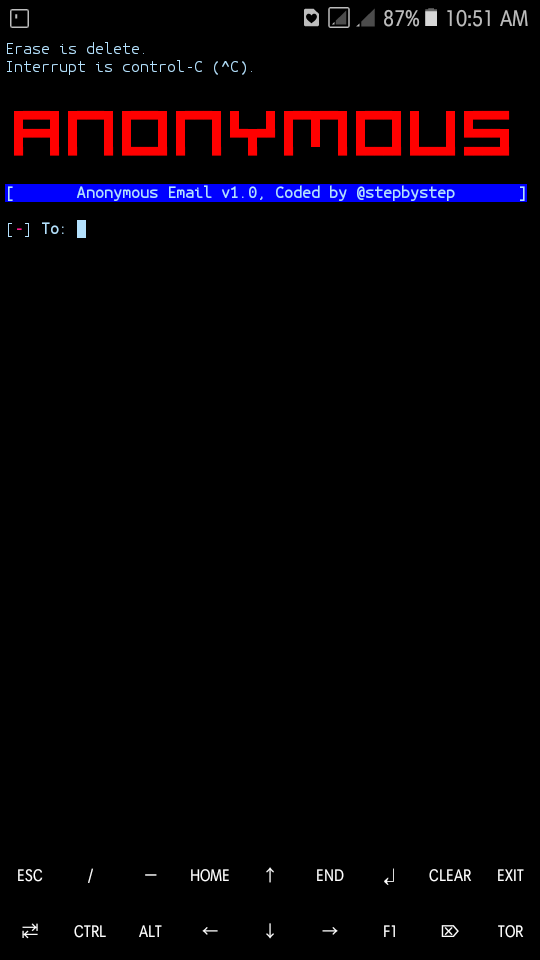 87% 10:51 AM
Erase is delete.
Interrupt is control-C (^C).
ANONYMOUS
[ Anonymous Email v1.0, Coded by @stepbystep ]
[-] To:
ESC / — HOME ↑ END ↲ CLEAR EXIT
⇄ CTRL ALT ← ↓ → F1 ⌦ TOR